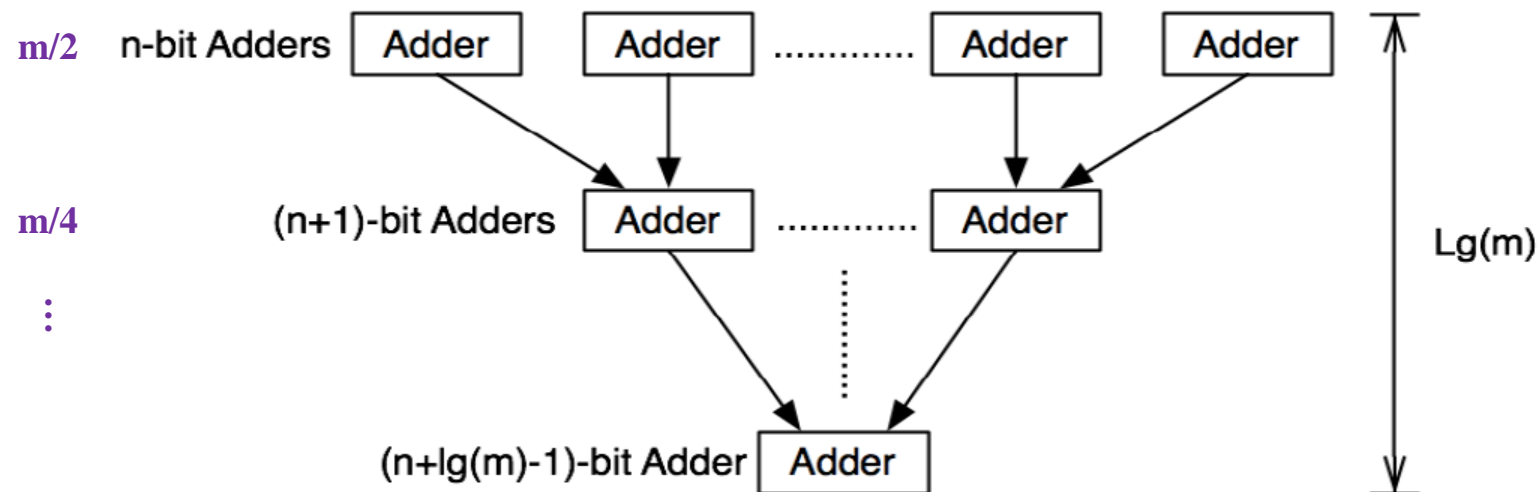 m/2 n-bit Adders Adder Adder ............. Adder Adder
m/4 (n+1)-bit Adders Adder ............. Adder
Lg(m)
⋮
(n+lg(m)-1)-bit Adder Adder